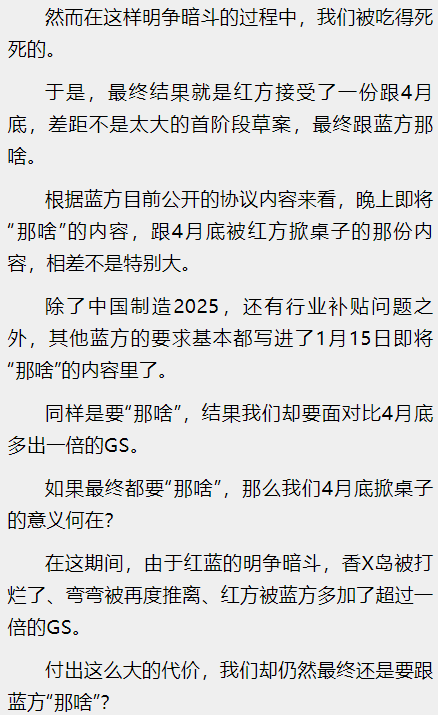 然而在这样明争暗斗的过程中，我们被吃得死
死的。
于是，最终结果就是红方接受了一份跟4月
底，差距不是太大的首阶段草案，最终跟蓝方那
啥。
根据蓝方目前公开的协议内容来看，晚上即将
“那啥”的内容，跟4月底被红方掀桌子的那份内
容，相差不是特别大。
除了中国制造2025，还有行业补贴问题之
外，其他蓝方的要求基本都写进了1月15日即将
“那啥”的内容里了。
同样是要“那啥”，结果我们却要面对比4月底
多出一倍的GS。
如果最终都要“那啥”，那么我们4月底掀桌子
的意义何在？
在这期间，由于红蓝的明争暗斗，香X岛被打
烂了、弯弯被再度推离、红方被蓝方多加了超过一
倍的GS。
付出这么大的代价，我们却仍然最终还是要跟
蓝方“那啥”？